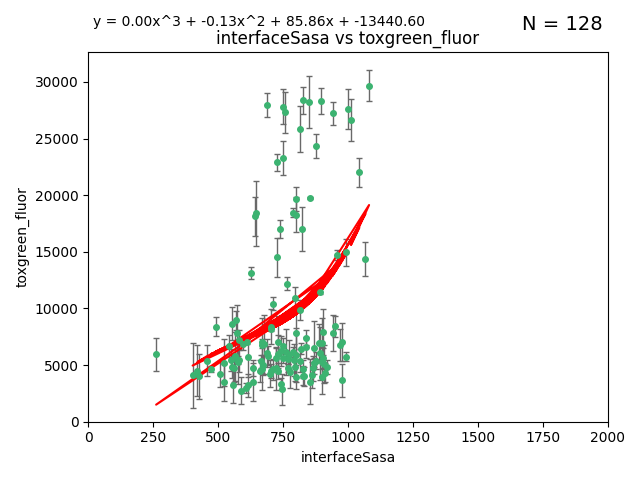 y = 0.00x^3 + -0.13x^2 + 85.86x + -13440.60
N = 128
interfaceSasa vs toxgreen_fluor
30000
25000
20000
15000
10000
5000
0
toxgreen_fluor
0 250 500 750 1000 1250 1500 1750 2000
interfaceSasa